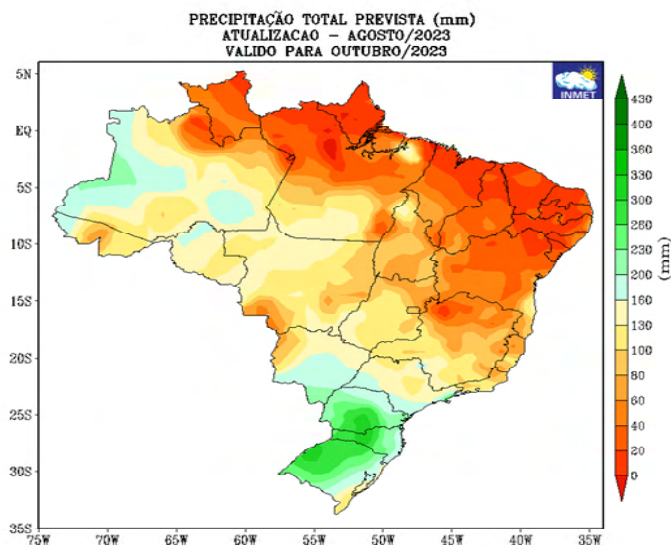 PRECIPITAÇÃO TOTAL PREVISTA (mm)
ATUALIZACAO – AGOSTO/2023
VALIDO PARA OUTUBRO/2023
INMET
5N
EQ
5S
10S
15S
20S
25S
30S
35S
75W
70W
65W
60W
55W
50W
45W
40W
35W
430
400
360
330
300
260
230
200
160
130
100
80
60
40
20
0
(mm)